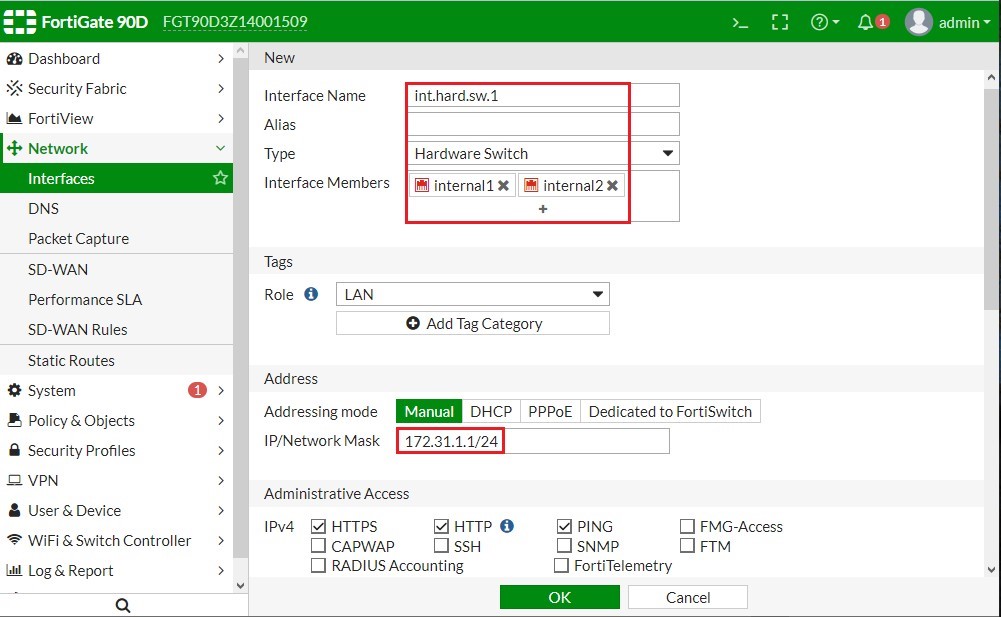 FortiGate 90D FGT90D3Z14001509 >_ ? 1 admin
Dashboard
Security Fabric
FortiView
Network
Interfaces
DNS
Packet Capture
SD-WAN
Performance SLA
SD-WAN Rules
Static Routes
System 1
Policy & Objects
Security Profiles
VPN
User & Device
WiFi & Switch Controller
Log & Report
New
Interface Name int.hard.sw.1
Alias
Type Hardware Switch
Interface Members internal1 internal2
+
Tags
Role LAN
Add Tag Category
Address
Addressing mode Manual DHCP PPPoE Dedicated to FortiSwitch
IP/Network Mask 172.31.1.1/24
Administrative Access
IPv4 HTTPS HTTP PING FMG-Access
CAPWAP SSH SNMP FTM
RADIUS Accounting FortiTelemetry
OK Cancel